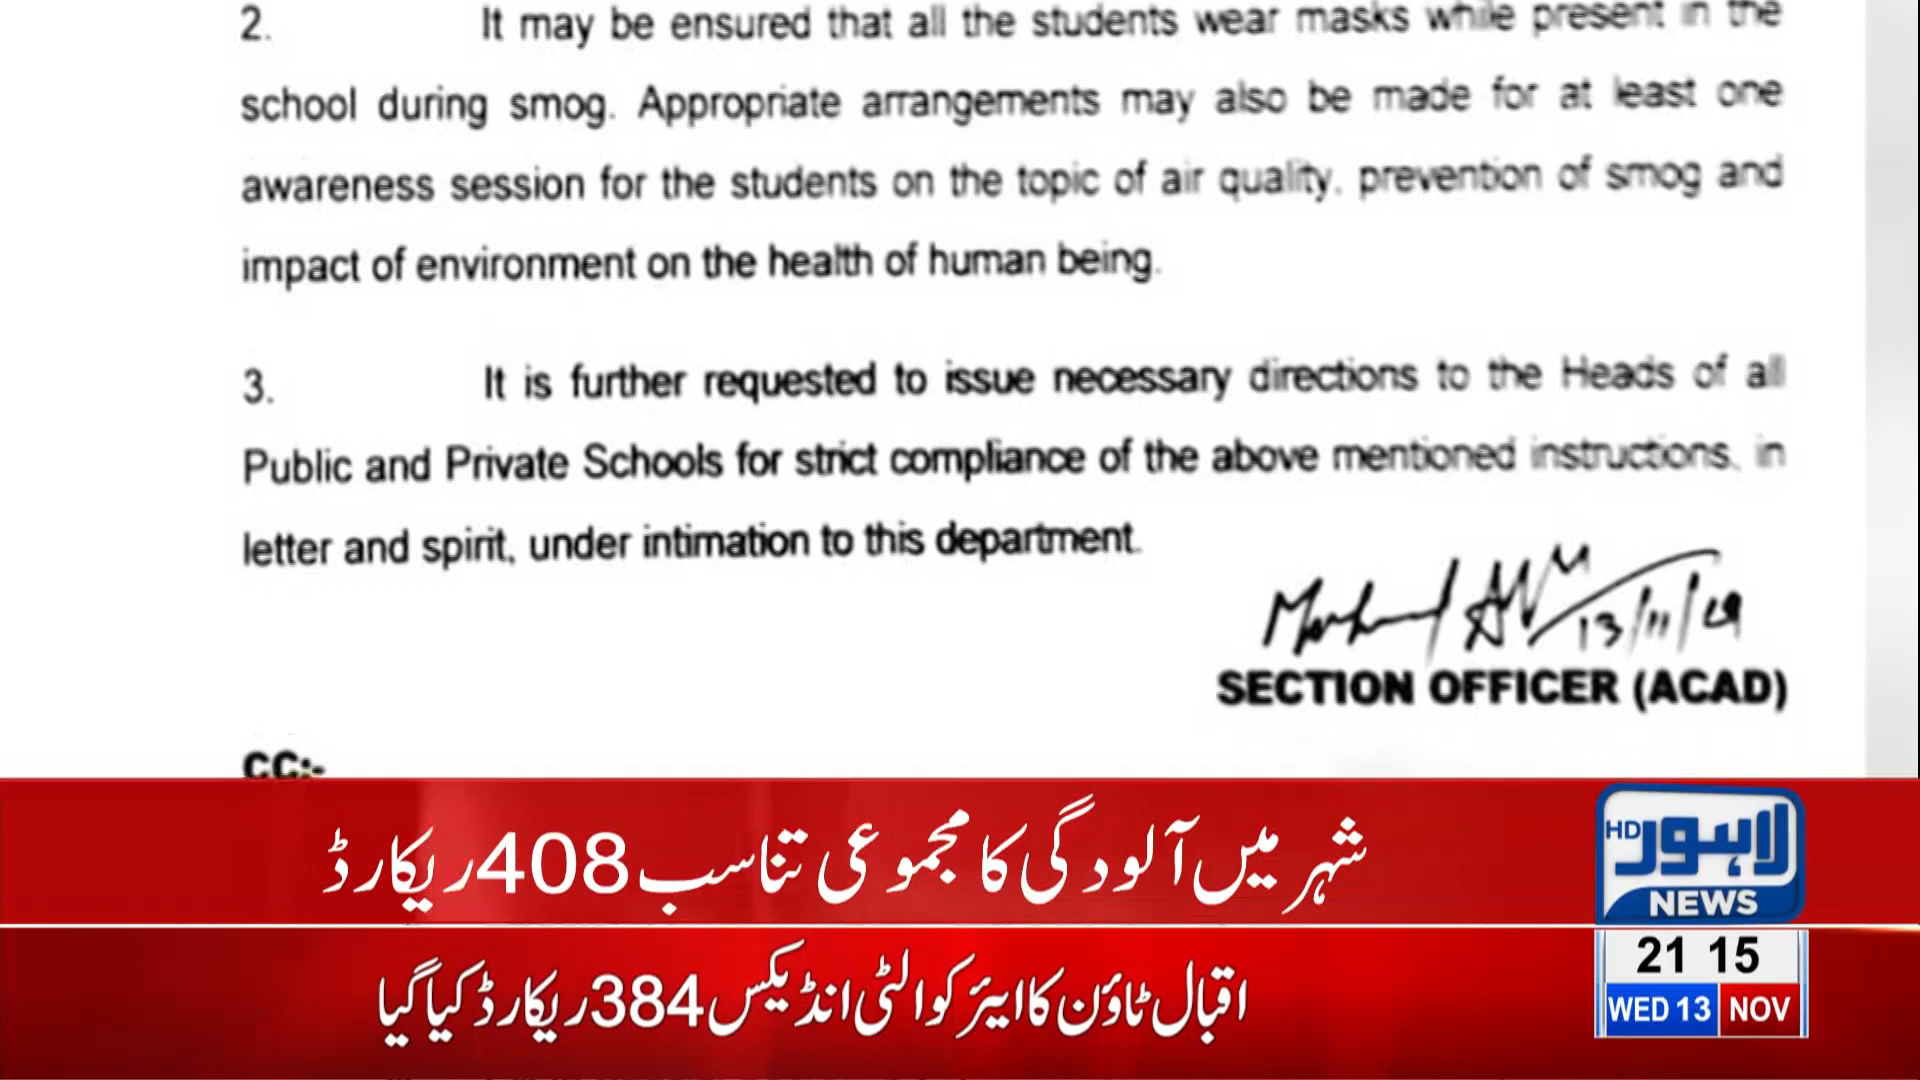 2. It may be ensured that all the students wear masks while present in the
school during smog. Appropriate arrangements may also be made for at least one
awareness session for the students on the topic of air quality, prevention of smog and
impact of environment on the health of human being.
3. It is further requested to issue necessary directions to the Heads of all
Public and Private Schools for strict compliance of the above mentioned instructions, in
letter and spirit, under intimation to this department.
13/11/
SECTION OFFICER (ACAD)
CC:-
شہر میں آلودگی کا مجموعی تناسب 408 ریکارڈ
اقبال ٹاؤن کا ایئر کوالٹی انڈیکس 384 ریکارڈ کیا گیا
لاہور HD
NEWS
21 15
WED 13 NOV